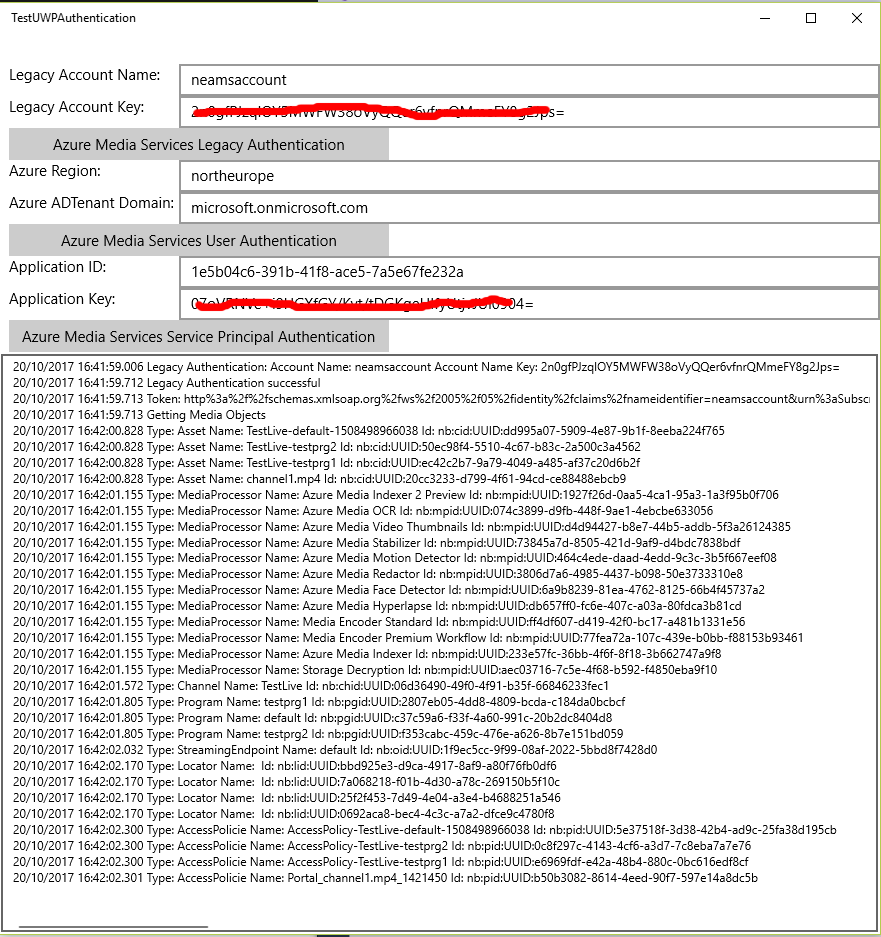 TestUWPAuthentication
Legacy Account Name: neamsaccount
Legacy Account Key:
Azure Media Services Legacy Authentication
Azure Region: northeurope
Azure ADTenant Domain: microsoft.onmicrosoft.com
Azure Media Services User Authentication
Application ID: 1e5b04c6-391b-41f8-ace5-7a5e67fe232a
Application Key:
Azure Media Services Service Principal Authentication
20/10/2017 16:41:59.006 Legacy Authentication: Account Name: neamsaccount Account Name Key: 2n0gfPJzqlOY5MWFW38oVyQQer6vfnrQMmeFY8g2Jps=
20/10/2017 16:41:59.712 Legacy Authentication successful
20/10/2017 16:41:59.713 Token: http%3a%2f%2fschemas.xmlsoap.org%2fws%2f2005%2f05%2fidentity%2fclaims%2fnameidentifier=neamsaccount&urn%3aSubscr
20/10/2017 16:41:59.713 Getting Media Objects
20/10/2017 16:42:00.828 Type: Asset Name: TestLive-default-1508498966038 Id: nb:cid:UUID:dd995a07-5909-4e87-9b1f-8eeba224f765
20/10/2017 16:42:00.828 Type: Asset Name: TestLive-testprg2 Id: nb:cid:UUID:50ec98f4-5510-4c67-b83c-2a500c3a4562
20/10/2017 16:42:00.828 Type: Asset Name: TestLive-testprg1 Id: nb:cid:UUID:ec42c2b7-9a79-4049-a485-af37c20d6b2f
20/10/2017 16:42:00.828 Type: Asset Name: channel1.mp4 Id: nb:cid:UUID:20cc3233-d799-4f61-94cd-ce88488ebcb9
20/10/2017 16:42:01.155 Type: MediaProcessor Name: Azure Media Indexer 2 Preview Id: nb:mpid:UUID:1927f26d-0aa5-4ca1-95a3-1a3f95b0f706
20/10/2017 16:42:01.155 Type: MediaProcessor Name: Azure Media OCR Id: nb:mpid:UUID:074c3899-d9fb-448f-9ae1-4ebcbe633056
20/10/2017 16:42:01.155 Type: MediaProcessor Name: Azure Media Video Thumbnails Id: nb:mpid:UUID:d4d94427-b8e7-44b5-addb-5f3a26124385
20/10/2017 16:42:01.155 Type: MediaProcessor Name: Azure Media Stabilizer Id: nb:mpid:UUID:73845a7d-8505-421d-9af9-d4bdc7838bdf
20/10/2017 16:42:01.155 Type: MediaProcessor Name: Azure Media Motion Detector Id: nb:mpid:UUID:464c4ede-daad-4edd-9c3c-3b5f667eef08
20/10/2017 16:42:01.155 Type: MediaProcessor Name: Azure Media Redactor Id: nb:mpid:UUID:3806d7a6-4985-4437-b098-50e3733310e8
20/10/2017 16:42:01.155 Type: MediaProcessor Name: Azure Media Face Detector Id: nb:mpid:UUID:6a9b8239-81ea-4762-8125-66b4f45737a2
20/10/2017 16:42:01.155 Type: MediaProcessor Name: Azure Media Hyperlapse Id: nb:mpid:UUID:db657ff0-fc6e-407c-a03a-80fdca3b81cd
20/10/2017 16:42:01.155 Type: MediaProcessor Name: Media Encoder Standard Id: nb:mpid:UUID:ff4df607-d419-42f0-bc17-a481b1331e56
20/10/2017 16:42:01.155 Type: MediaProcessor Name: Media Encoder Premium Workflow Id: nb:mpid:UUID:77fea72a-107c-439e-b0bb-f88153b93461
20/10/2017 16:42:01.155 Type: MediaProcessor Name: Azure Media Indexer Id: nb:mpid:UUID:233e57fc-36bb-4f6f-8f18-3b662747a9f8
20/10/2017 16:42:01.155 Type: MediaProcessor Name: Storage Decryption Id: nb:mpid:UUID:aec03716-7c5e-4f68-b592-f4850eba9f10
20/10/2017 16:42:01.572 Type: Channel Name: TestLive Id: nb:chid:UUID:06d36490-49f0-4f91-b35f-66846233fec1
20/10/2017 16:42:01.805 Type: Program Name: testprg1 Id: nb:pgid:UUID:2807eb05-4dd8-4809-bcda-c184da0bcbcf
20/10/2017 16:42:01.805 Type: Program Name: default Id: nb:pgid:UUID:c37c59a6-f33f-4a60-991c-20b2dc8404d8
20/10/2017 16:42:01.805 Type: Program Name: testprg2 Id: nb:pgid:UUID:f353cabc-459c-476e-a626-8b7e151bd059
20/10/2017 16:42:02.032 Type: StreamingEndpoint Name: default Id: nb:oid:UUID:1f9ec5cc-9f99-08af-2022-5bbd8f7428d0
20/10/2017 16:42:02.170 Type: Locator Name:  Id: nb:lid:UUID:bbd925e3-d9ca-4917-8af9-a80f76fb0df6
20/10/2017 16:42:02.170 Type: Locator Name:  Id: nb:lid:UUID:7a068218-f01b-4d30-a78c-269150b5f10c
20/10/2017 16:42:02.170 Type: Locator Name:  Id: nb:lid:UUID:25f2f453-7d49-4e04-a3e4-b4688251a546
20/10/2017 16:42:02.170 Type: Locator Name:  Id: nb:lid:UUID:0692aca8-bec4-4c3c-a7a2-dfce9c4780f8
20/10/2017 16:42:02.300 Type: AccessPolicie Name: AccessPolicy-TestLive-default-1508498966038 Id: nb:pid:UUID:5e37518f-3d38-42b4-ad9c-25fa38d195cb
20/10/2017 16:42:02.300 Type: AccessPolicie Name: AccessPolicy-TestLive-testprg2 Id: nb:pid:UUID:0c8f297c-4143-4cf6-a3d7-7c8eba7a7e76
20/10/2017 16:42:02.300 Type: AccessPolicie Name: AccessPolicy-TestLive-testprg1 Id: nb:pid:UUID:e6969fdf-e42a-48b4-880c-0bc616edf8cf
20/10/2017 16:42:02.301 Type: AccessPolicie Name: Portal_channel1.mp4_1421450 Id: nb:pid:UUID:b50b3082-8614-4eed-90f7-597e14a8dc5b